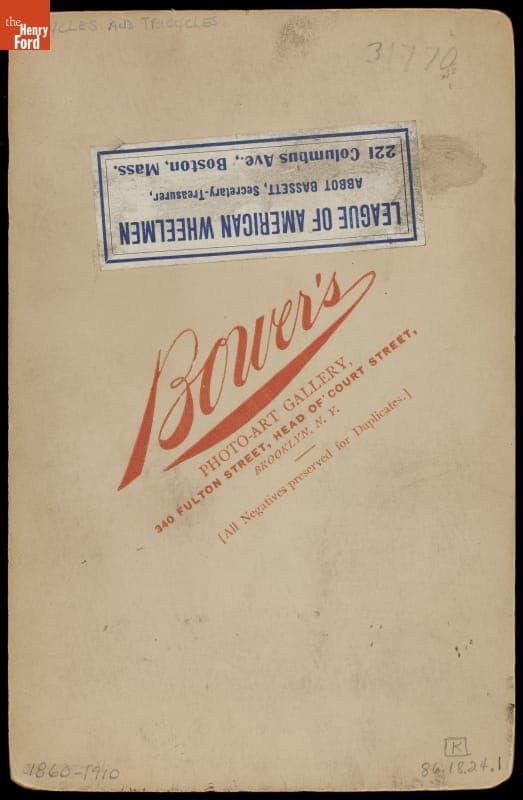 the
Henry
Ford
CYCLES AND TRICYCLES
31770
LEAGUE OF AMERICAN WHEELMEN
ABBOT BASSETT, Secretary-Treasurer,
221 Columbus Ave., Boston, Mass.
Bower's
PHOTO-ART GALLERY,
340 FULTON STREET, HEAD OF COURT STREET,
BROOKLYN, N. Y.
[All Negatives preserved for Duplicates.]
K
1860-1910
86.18.24.1